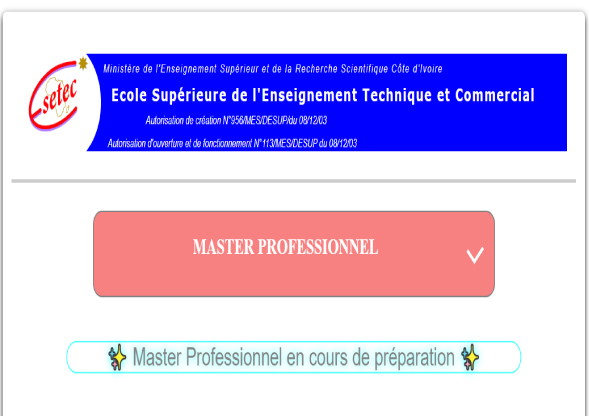 esetec
Ministère de l'Enseignement Supérieur et de la Recherche Scientifique Côte d'Ivoire
Ecole Supérieure de l'Enseignement Technique et Commercial
Autorisation de création N°956/MES/DESUP/du 08/12/03
Autorisation d'ouverture et de fonctionnement N°113/MES/DESUP du 08/12/03
MASTER PROFESSIONNEL
✨ Master Professionnel en cours de préparation ✨